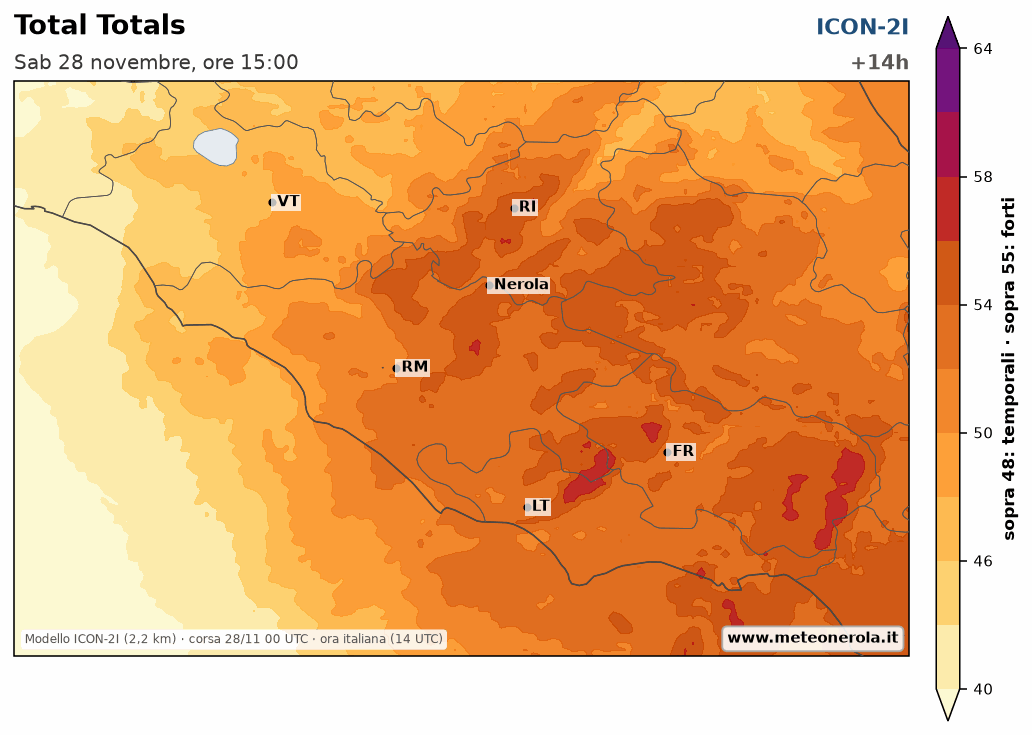 Total Totals
ICON-2I
Sab 28 novembre, ore 15:00
+14h
64
58
54
50
46
40
sopra 48: temporali · sopra 55: forti
VT
RI
Nerola
RM
FR
LT
Modello ICON-2I (2,2 km) · corsa 28/11 00 UTC · ora italiana (14 UTC)
www.meteonerola.it